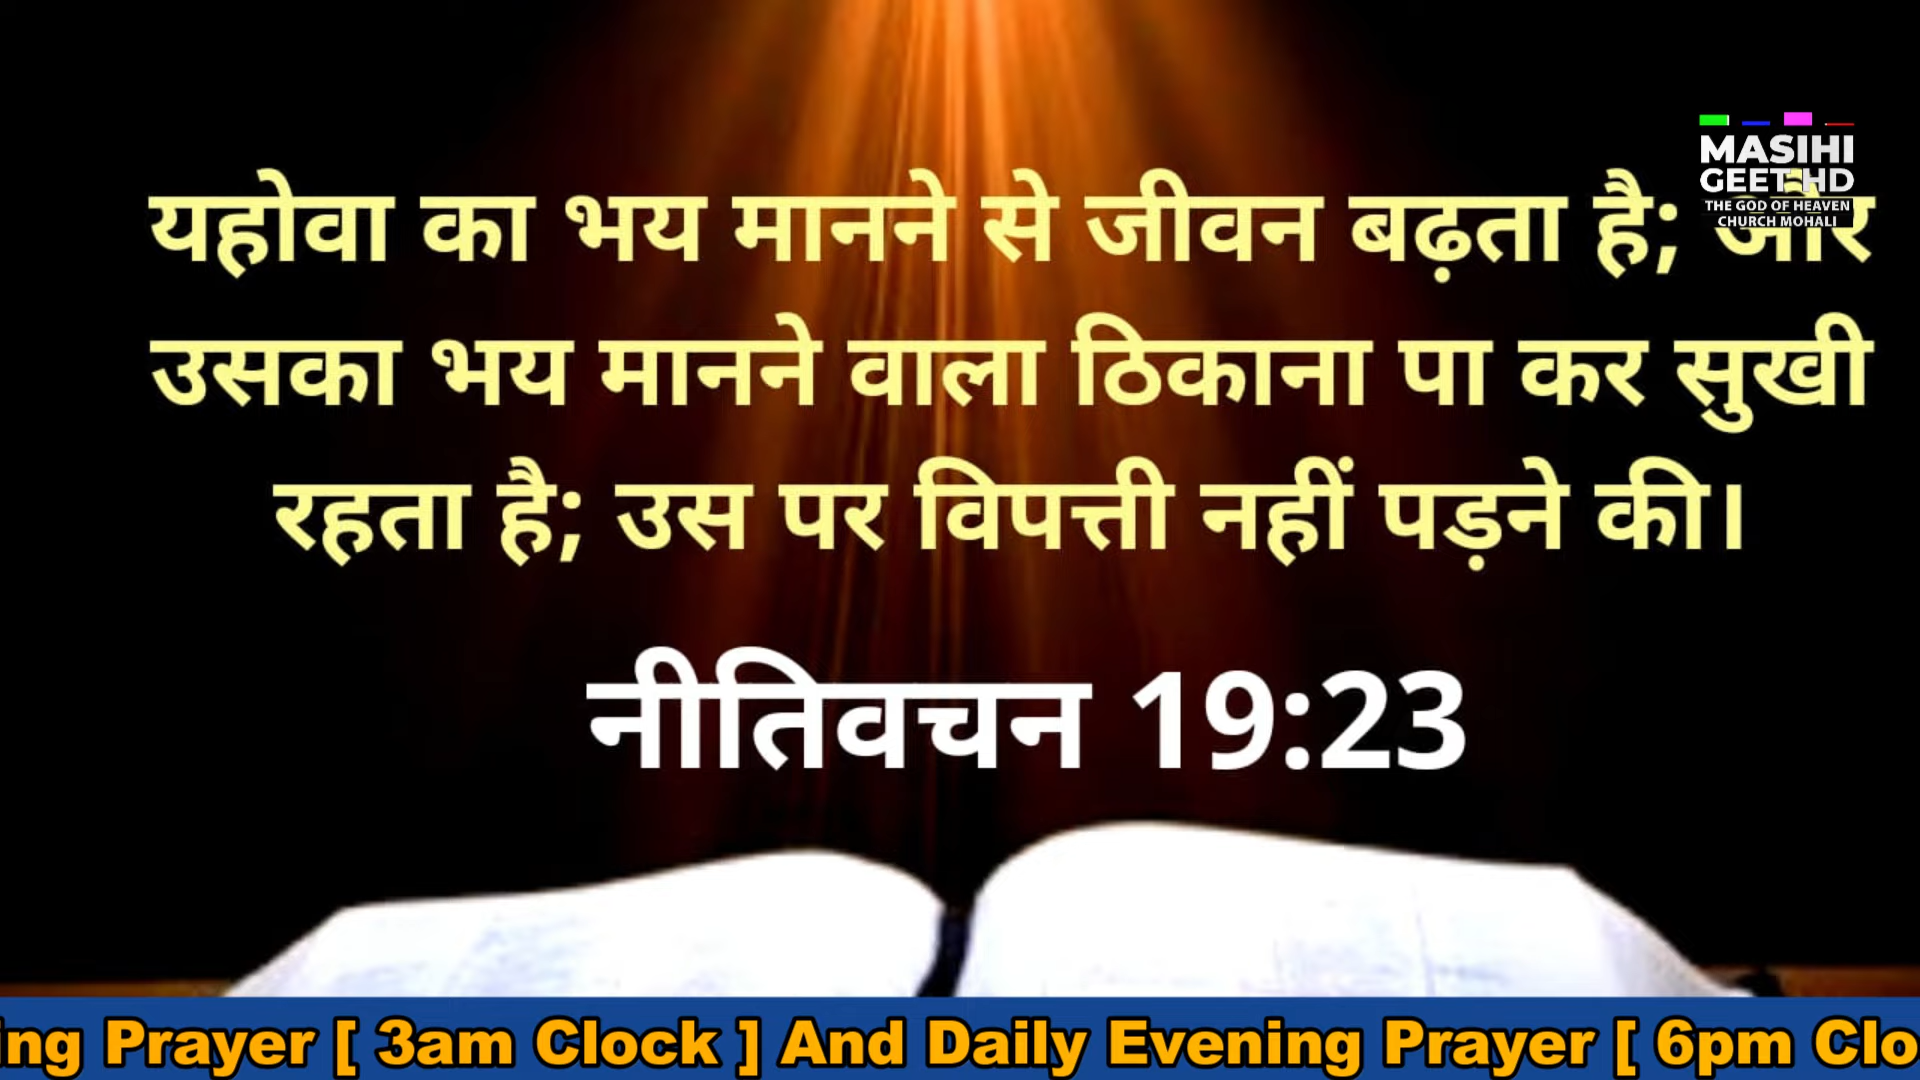 MASIHI
GEET HD
THE GOD OF HEAVEN
CHURCH MOHALI
यहोवा का भय मानने से जीवन बढ़ता है; और
उसका भय मानने वाला ठिकाना पा कर सुखी
रहता है; उस पर विपत्ती नहीं पड़ने की।
नीतिवचन 19:23
ing Prayer [ 3am Clock ] And Daily Evening Prayer [ 6pm Clo